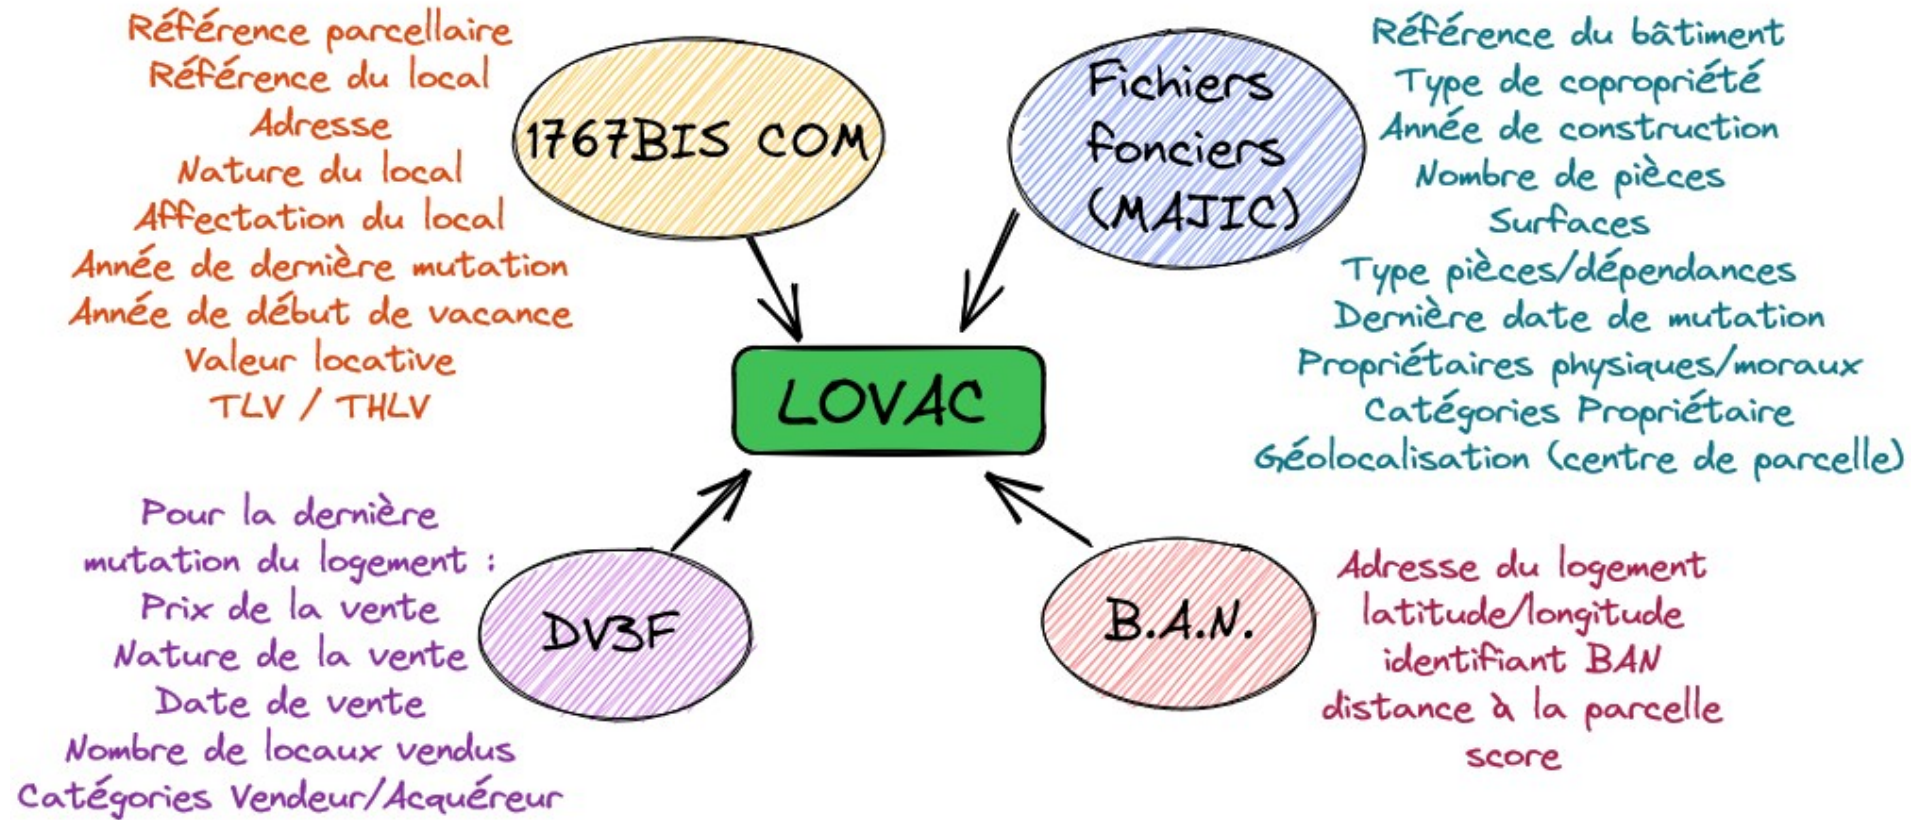 Référence parcellaire
Référence du local
Adresse
Nature du local
Affectation du local
Année de dernière mutation
Année de début de vacance
Valeur locative
TLV / THLV
1767BIS COM
Fichiers
fonciers
(MAJIC)
Référence du bâtiment
Type de copropriété
Année de construction
Nombre de pièces
Surfaces
Type pièces/dépendances
Dernière date de mutation
Propriétaires physiques/moraux
Catégories Propriétaire
Géolocalisation (centre de parcelle)
LOVAC
Pour la dernière
mutation du logement :
Prix de la vente
Nature de la vente
Date de vente
Nombre de locaux vendus
Catégories Vendeur/Acquéreur
DV3F
B.A.N.
Adresse du logement
latitude/longitude
identifiant BAN
distance à la parcelle
score